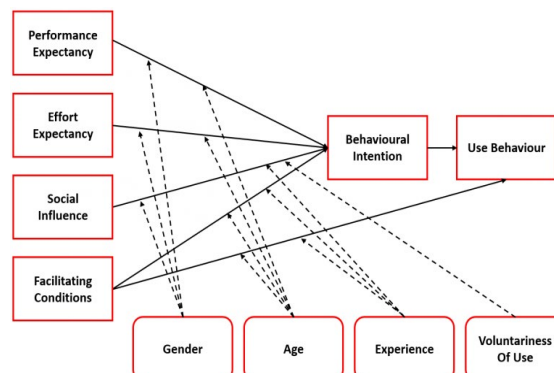 Performance
Expectancy
Effort
Expectancy
Behavioural
Intention
Use Behaviour
Social
Influence
Facilitating
Conditions
Gender
Age
Experience
Voluntariness
Of Use